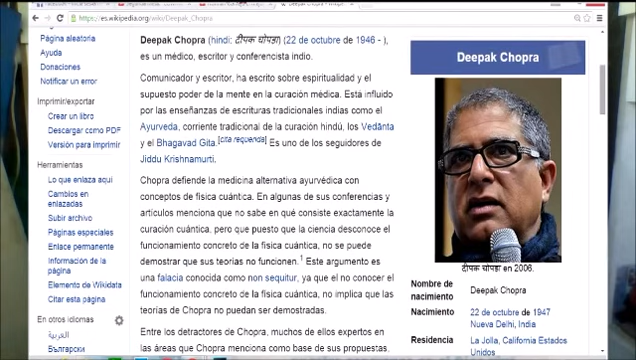 Deepak Chopra
https://es.wikipedia.org/wiki/Deepak_Chopra
Página aleatoria
Ayuda
Donaciones
Notificar un error
Imprimir/exportar
Crear un libro
Descargar como PDF
Versión para imprimir
Herramientas
Lo que enlaza aquí
Cambios en
enlazadas
Subir archivo
Páginas especiales
Enlace permanente
Información de la
página
Elemento de Wikidata
Citar esta página
En otros idiomas
العربية
Български
Deepak Chopra (hindi: दीपक चोपड़ा) (22 de octubre de 1946 - ),
es un médico, escritor y conferencista indio.
Comunicador y escritor, ha escrito sobre espiritualidad y el
supuesto poder de la mente en la curación médica. Está influido
por las enseñanzas de escrituras tradicionales indias como el
Ayurveda, corriente tradicional de la curación hindú, los Vedānta
y el Bhagavad Gita.[cita requerida] Es uno de los seguidores de
Jiddu Krishnamurti.
Chopra defiende la medicina alternativa ayurvédica con
conceptos de física cuántica. En algunas de sus conferencias y
artículos menciona que no sabe en qué consiste exactamente la
curación cuántica, pero que puesto que la ciencia desconoce el
funcionamiento concreto de la física cuántica, no se puede
demostrar que sus teorías no funcionen.1 Este argumento es
una falacia conocida como non sequitur, ya que el no conocer el
funcionamiento concreto de la física cuántica, no implica que las
teorías de Chopra no puedan ser demostradas.
Entre los detractores de Chopra, muchos de ellos expertos en
las áreas que Chopra menciona como base de sus propuestas.
Deepak Chopra
दीपक चोपड़ा en 2006.
Nombre de
nacimiento
Deepak Chopra
Nacimiento
22 de octubre de 1947
Nueva Delhi, India
Residencia
La Jolla, California Estados
Unidos